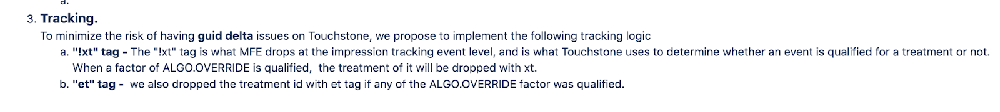 a.
3. Tracking.
To minimize the risk of having guid delta issues on Touchstone, we propose to implement the following tracking logic
a. "!xt" tag - The "!xt" tag is what MFE drops at the impression tracking event level, and is what Touchstone uses to determine whether an event is qualified for a treatment or not.
When a factor of ALGO.OVERRIDE is qualified,  the treatment of it will be dropped with xt.
b. "et" tag -  we also dropped the treatment id with et tag if any of the ALGO.OVERRIDE factor was qualified.